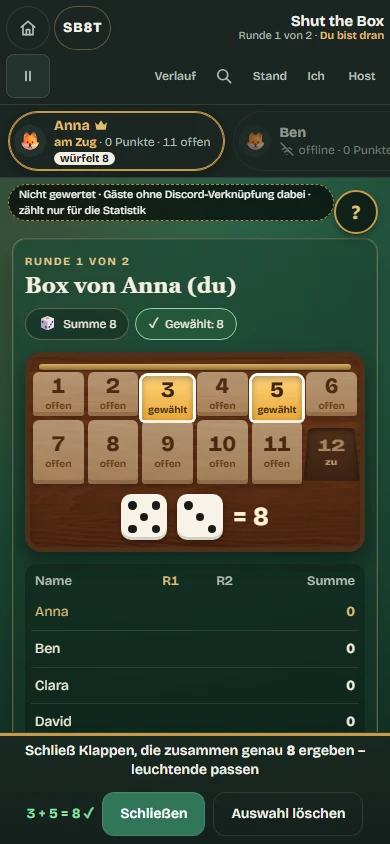 SB8T
Shut the Box
Runde 1 von 2 · Du bist dran
Verlauf
Stand
Ich
Host
Anna
am Zug · 0 Punkte · 11 offen
würfelt 8
Ben
offline · 0 Punkte
Nicht gewertet · Gäste ohne Discord-Verknüpfung dabei ·
zählt nur für die Statistik
?
RUNDE 1 VON 2
Box von Anna (du)
Summe 8
✓ Gewählt: 8
1 2 3 4 5 6
offen offen gewählt offen gewählt offen
7 8 9 10 11 12
offen offen offen offen offen zu
= 8
Name R1 R2 Summe
Anna 0
Ben 0
Clara 0
David 0
Schließ Klappen, die zusammen genau 8 ergeben –
leuchtende passen
3 + 5 = 8 ✓
Schließen
Auswahl löschen